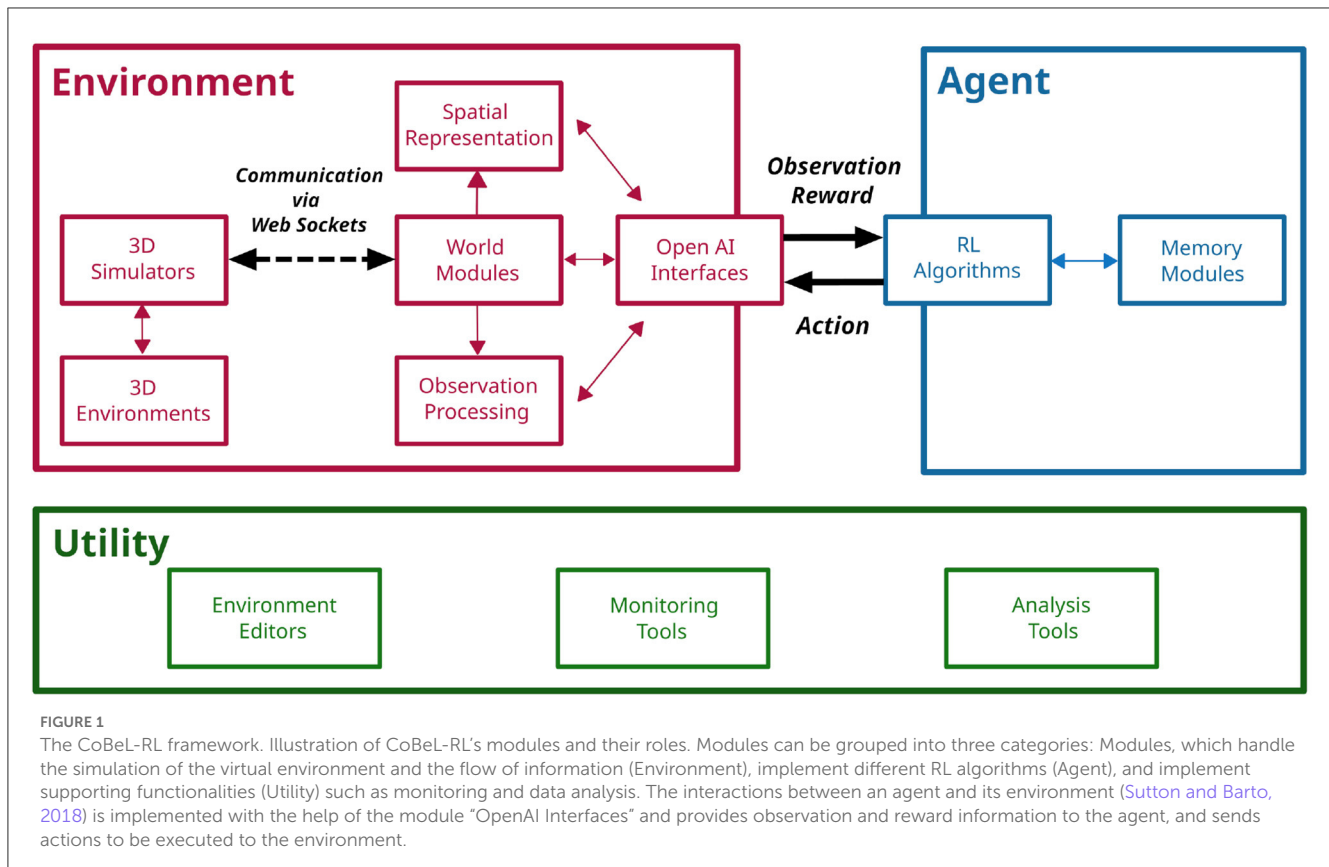 Environment
Agent
Spatial
Representation
Communication
via
Web Sockets
Observation
Reward
3D
Simulators
World
Modules
Open AI
Interfaces
RL
Algorithms
Memory
Modules
Action
3D
Environments
Observation
Processing
Utility
Environment
Editors
Monitoring
Tools
Analysis
Tools
FIGURE 1
The CoBeL-RL framework. Illustration of CoBeL-RL's modules and their roles. Modules can be grouped into three categories: Modules, which handle
the simulation of the virtual environment and the flow of information (Environment), implement different RL algorithms (Agent), and implement
supporting functionalities (Utility) such as monitoring and data analysis. The interactions between an agent and its environment (Sutton and Barto,
2018) is implemented with the help of the module “OpenAI Interfaces” and provides observation and reward information to the agent, and sends
actions to be executed to the environment.